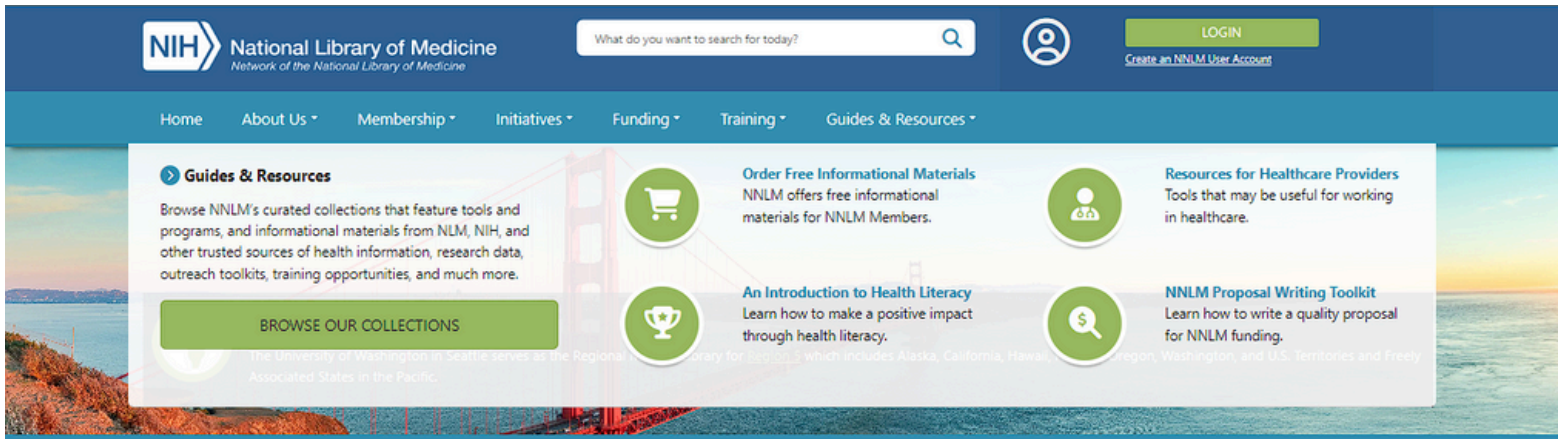 NIH
National Library of Medicine
Network of the National Library of Medicine
What do you want to search for today?
LOGIN
Create an NNLM User Account
Home
About Us
Membership
Initiatives
Funding
Training
Guides & Resources
Guides & Resources
Browse NNLM's curated collections that feature tools and
programs, and informational materials from NLM, NIH, and
other trusted sources of health information, research data,
outreach toolkits, training opportunities, and much more.
BROWSE OUR COLLECTIONS
Order Free Informational Materials
NNLM offers free informational
materials for NNLM Members.
An Introduction to Health Literacy
Learn how to make a positive impact
through health literacy.
Resources for Healthcare Providers
Tools that may be useful for working
in healthcare.
NNLM Proposal Writing Toolkit
Learn how to write a quality proposal
for NNLM funding.
$
The University of Washington in Seattle serves as the Regional for Region 5 which includes Alaska, California, Hawaii, Washington, and U.S. Territories and Freely
Associated States in the Pacific.